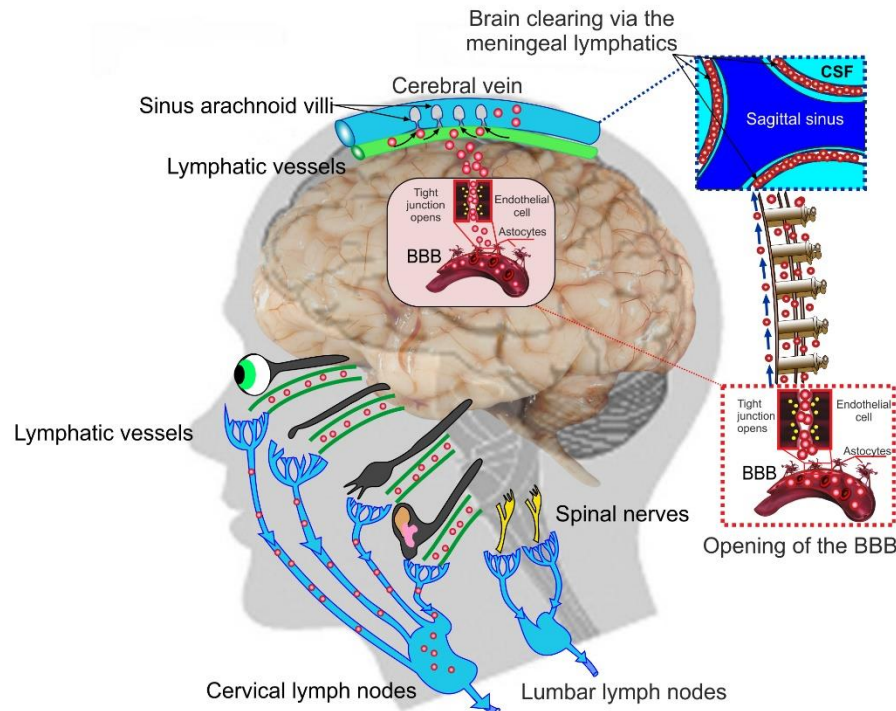 Brain clearing via the
meningeal lymphatics
Cerebral vein
Sinus arachnoid villi
Lymphatic vessels
CSF
Sagittal sinus
Tight
junction
opens
Endothelial
cell
Astocytes
BBB
Tight
junction
opens
Endothelial
cell
Astocytes
BBB
Opening of the BBB
Lymphatic vessels
Spinal nerves
Cervical lymph nodes
Lumbar lymph nodes